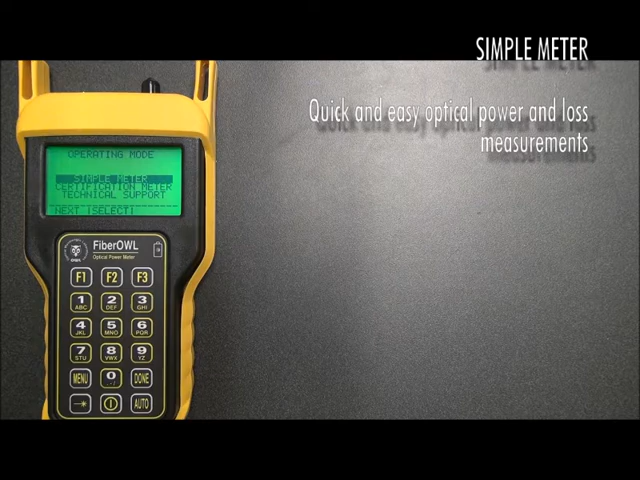 SIMPLE METER
Quick and easy optical power and loss
measurements
OPERATING MODE
SIMPLE METER
CERTIFICATION METER
TECHNICAL SUPPORT
NEXT |SELECT|
OWL
FiberOWL
Optical Power Meter
F1 F2 F3
1 2 3
ABC DEF GHI
4 5 6
JKL MNO PQR
7 8 9
STU VWX YZ
MENU 0 DONE
AUTO